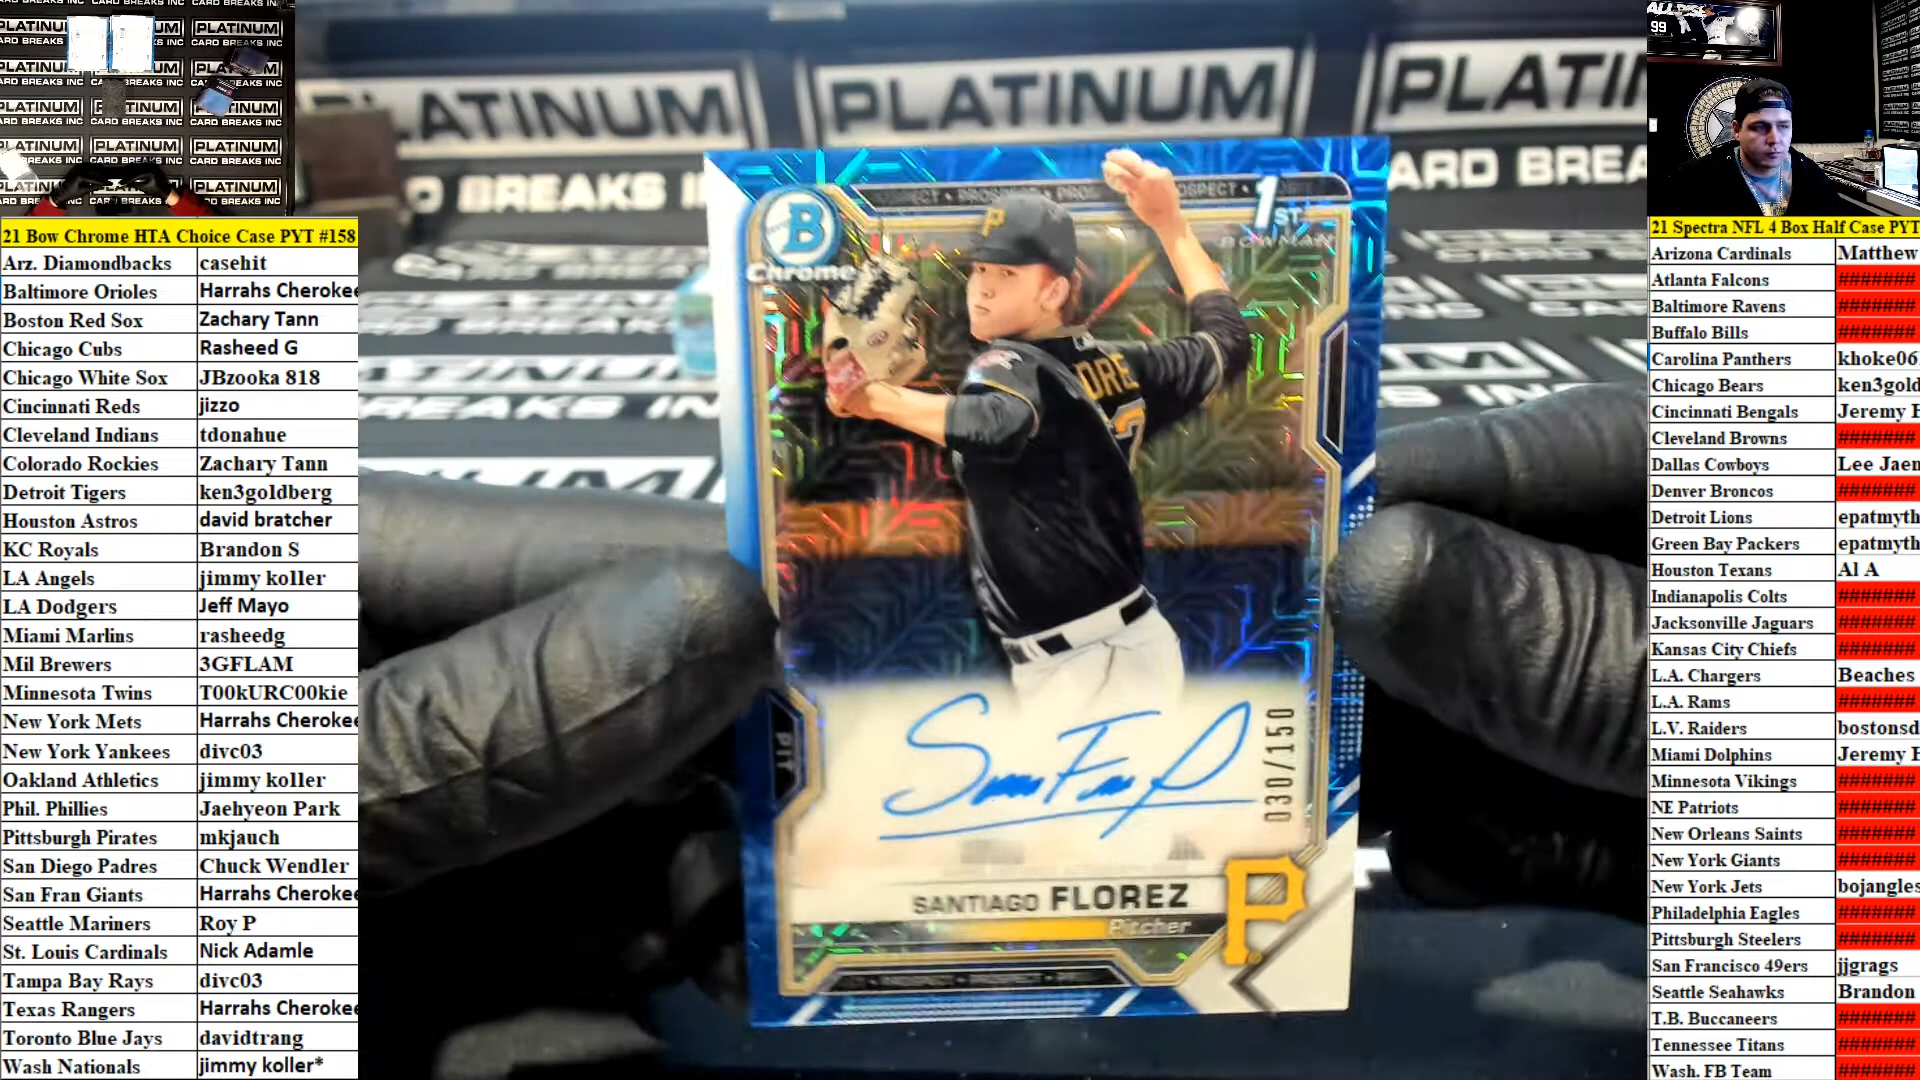 21 Bow Chrome HTA Choice Case PYT #158
Arz. Diamondbacks casehit
Baltimore Orioles Harrahs Cherokee
Boston Red Sox Zachary Tann
Chicago Cubs Rasheed G
Chicago White Sox JBzooka 818
Cincinnati Reds jizzo
Cleveland Indians tdonahue
Colorado Rockies Zachary Tann
Detroit Tigers ken3goldberg
Houston Astros david bratcher
KC Royals Brandon S
LA Angels jimmy koller
LA Dodgers Jeff Mayo
Miami Marlins rasheedg
Mil Brewers 3GFLAM
Minnesota Twins T00kURC00kie
New York Mets Harrahs Cherokee
New York Yankees divc03
Oakland Athletics jimmy koller
Phil. Phillies Jaehyeon Park
Pittsburgh Pirates mkjauch
San Diego Padres Chuck Wendler
San Fran Giants Harrahs Cherokee
Seattle Mariners Roy P
St. Louis Cardinals Nick Adamle
Tampa Bay Rays divc03
Texas Rangers Harrahs Cherokee
Toronto Blue Jays davidtrang
Wash Nationals jimmy koller*
PLATINUM
CARD BREAKS INC
PLATINUM
B
Chrome
1ST
BOWMAN
PROSPECT
P
PIT
030/150
SANTIAGO FLOREZ
Pitcher
P
99
21 Spectra NFL 4 Box Half Case PYT
Arizona Cardinals Matthew
Atlanta Falcons #######
Baltimore Ravens #######
Buffalo Bills #######
Carolina Panthers khoke06
Chicago Bears ken3gold
Cincinnati Bengals Jeremy
Cleveland Browns #######
Dallas Cowboys Lee Jaen
Denver Broncos #######
Detroit Lions epatmyth
Green Bay Packers epatmyth
Houston Texans Al A
Indianapolis Colts #######
Jacksonville Jaguars #######
Kansas City Chiefs #######
L.A. Chargers Beaches
L.A. Rams #######
L.V. Raiders bostonsd
Miami Dolphins Jeremy
Minnesota Vikings #######
NE Patriots #######
New Orleans Saints #######
New York Giants #######
New York Jets bojangles
Philadelphia Eagles #######
Pittsburgh Steelers #######
San Francisco 49ers jjgrags
Seattle Seahawks Brandon
T.B. Buccaneers #######
Tennessee Titans #######
Wash. FB Team #######